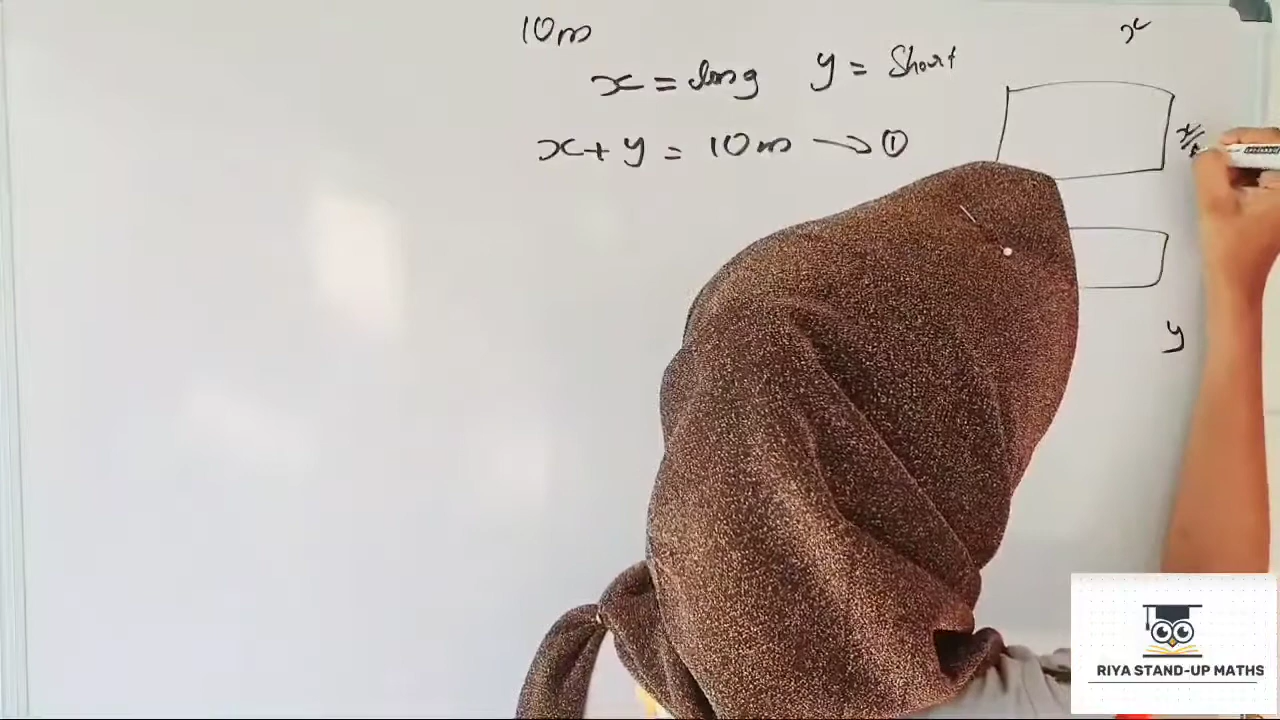 10m
x
x = long y = Short
x + y = 10m → ①
y
RIYA STAND-UP MATHS